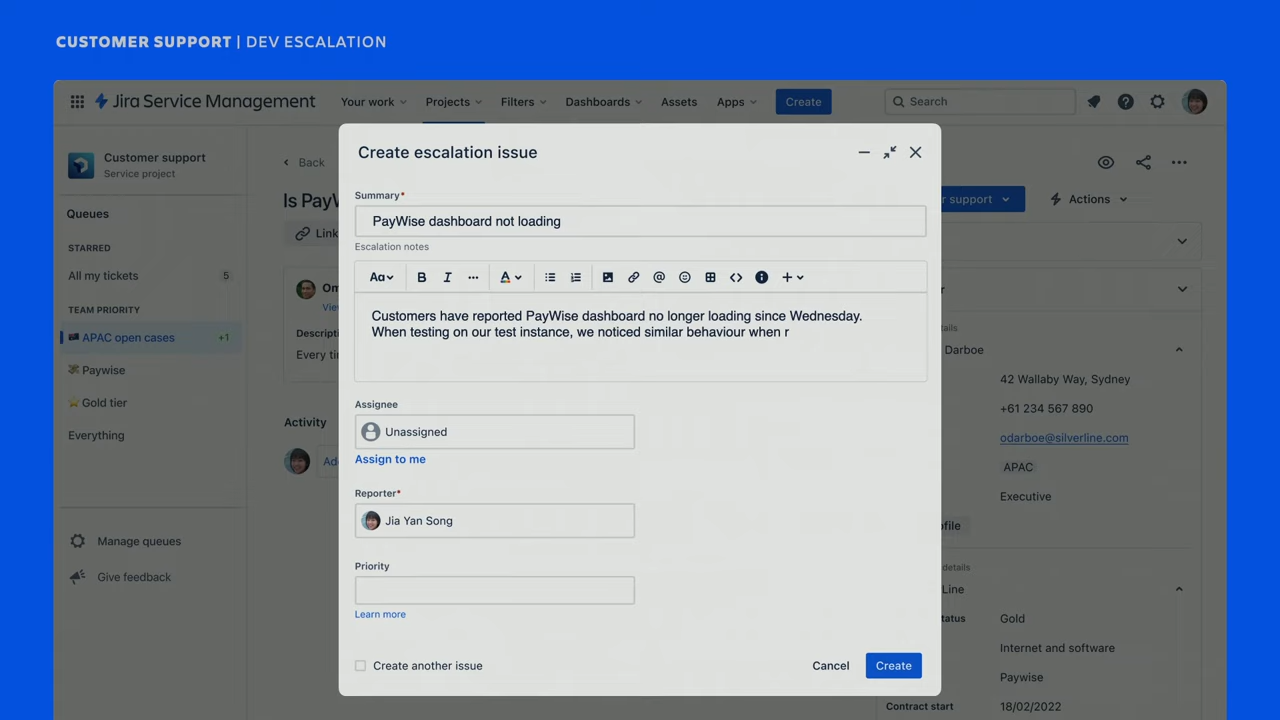 CUSTOMER SUPPORT | DEV ESCALATION
Jira Service Management
Your work
Projects
Filters
Dashboards
Assets
Apps
Create
Search
Customer support
Service project
Queues
STARRED
All my tickets
5
TEAM PRIORITY
APAC open cases
+1
Paywise
Gold tier
Everything
Manage queues
Give feedback
Back
Is PayW
Link
Om
Vie
Descripti
Every ti
Activity
Ad
Create escalation issue
Summary*
PayWise dashboard not loading
Escalation notes
Aa
B
I
A
Customers have reported PayWise dashboard no longer loading since Wednesday.
When testing on our test instance, we noticed similar behaviour when r
Assignee
Unassigned
Assign to me
Reporter*
Jia Yan Song
Priority
Learn more
Create another issue
Cancel
Create
r support
Actions
r
tails
Darboe
42 Wallaby Way, Sydney
+61 234 567 890
odarboe@silverline.com
APAC
Executive
ofile
details
Line
tatus
Gold
Internet and software
Paywise
Contract start
18/02/2022